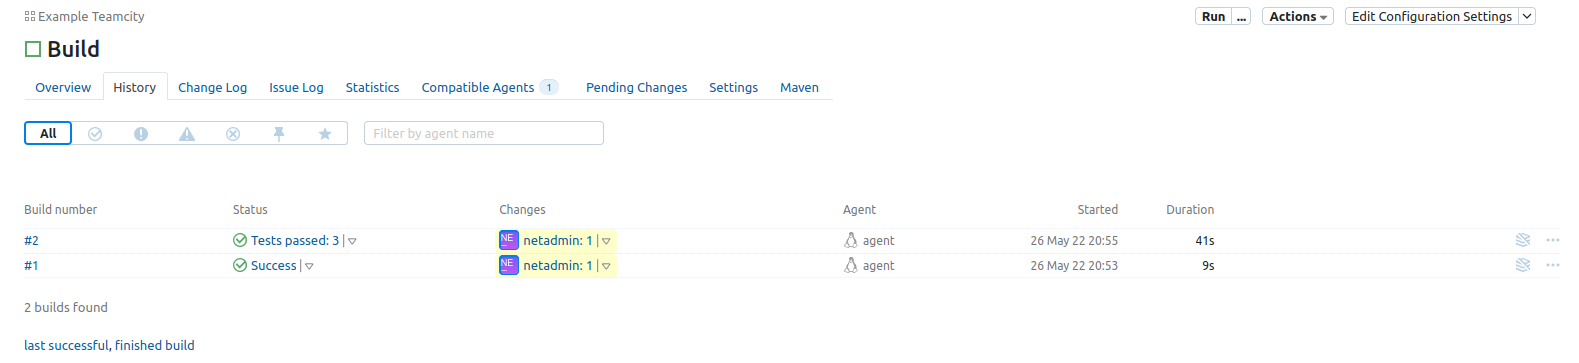 Example Teamcity
Run ... Actions Edit Configuration Settings
Build
Overview History Change Log Issue Log Statistics Compatible Agents 1 Pending Changes Settings Maven
All Filter by agent name
Build number Status Changes Agent Started Duration
#2 Tests passed: 3 NE netadmin: 1 agent 26 May 22 20:55 41s
#1 Success NE netadmin: 1 agent 26 May 22 20:53 9s
2 builds found
last successful, finished build